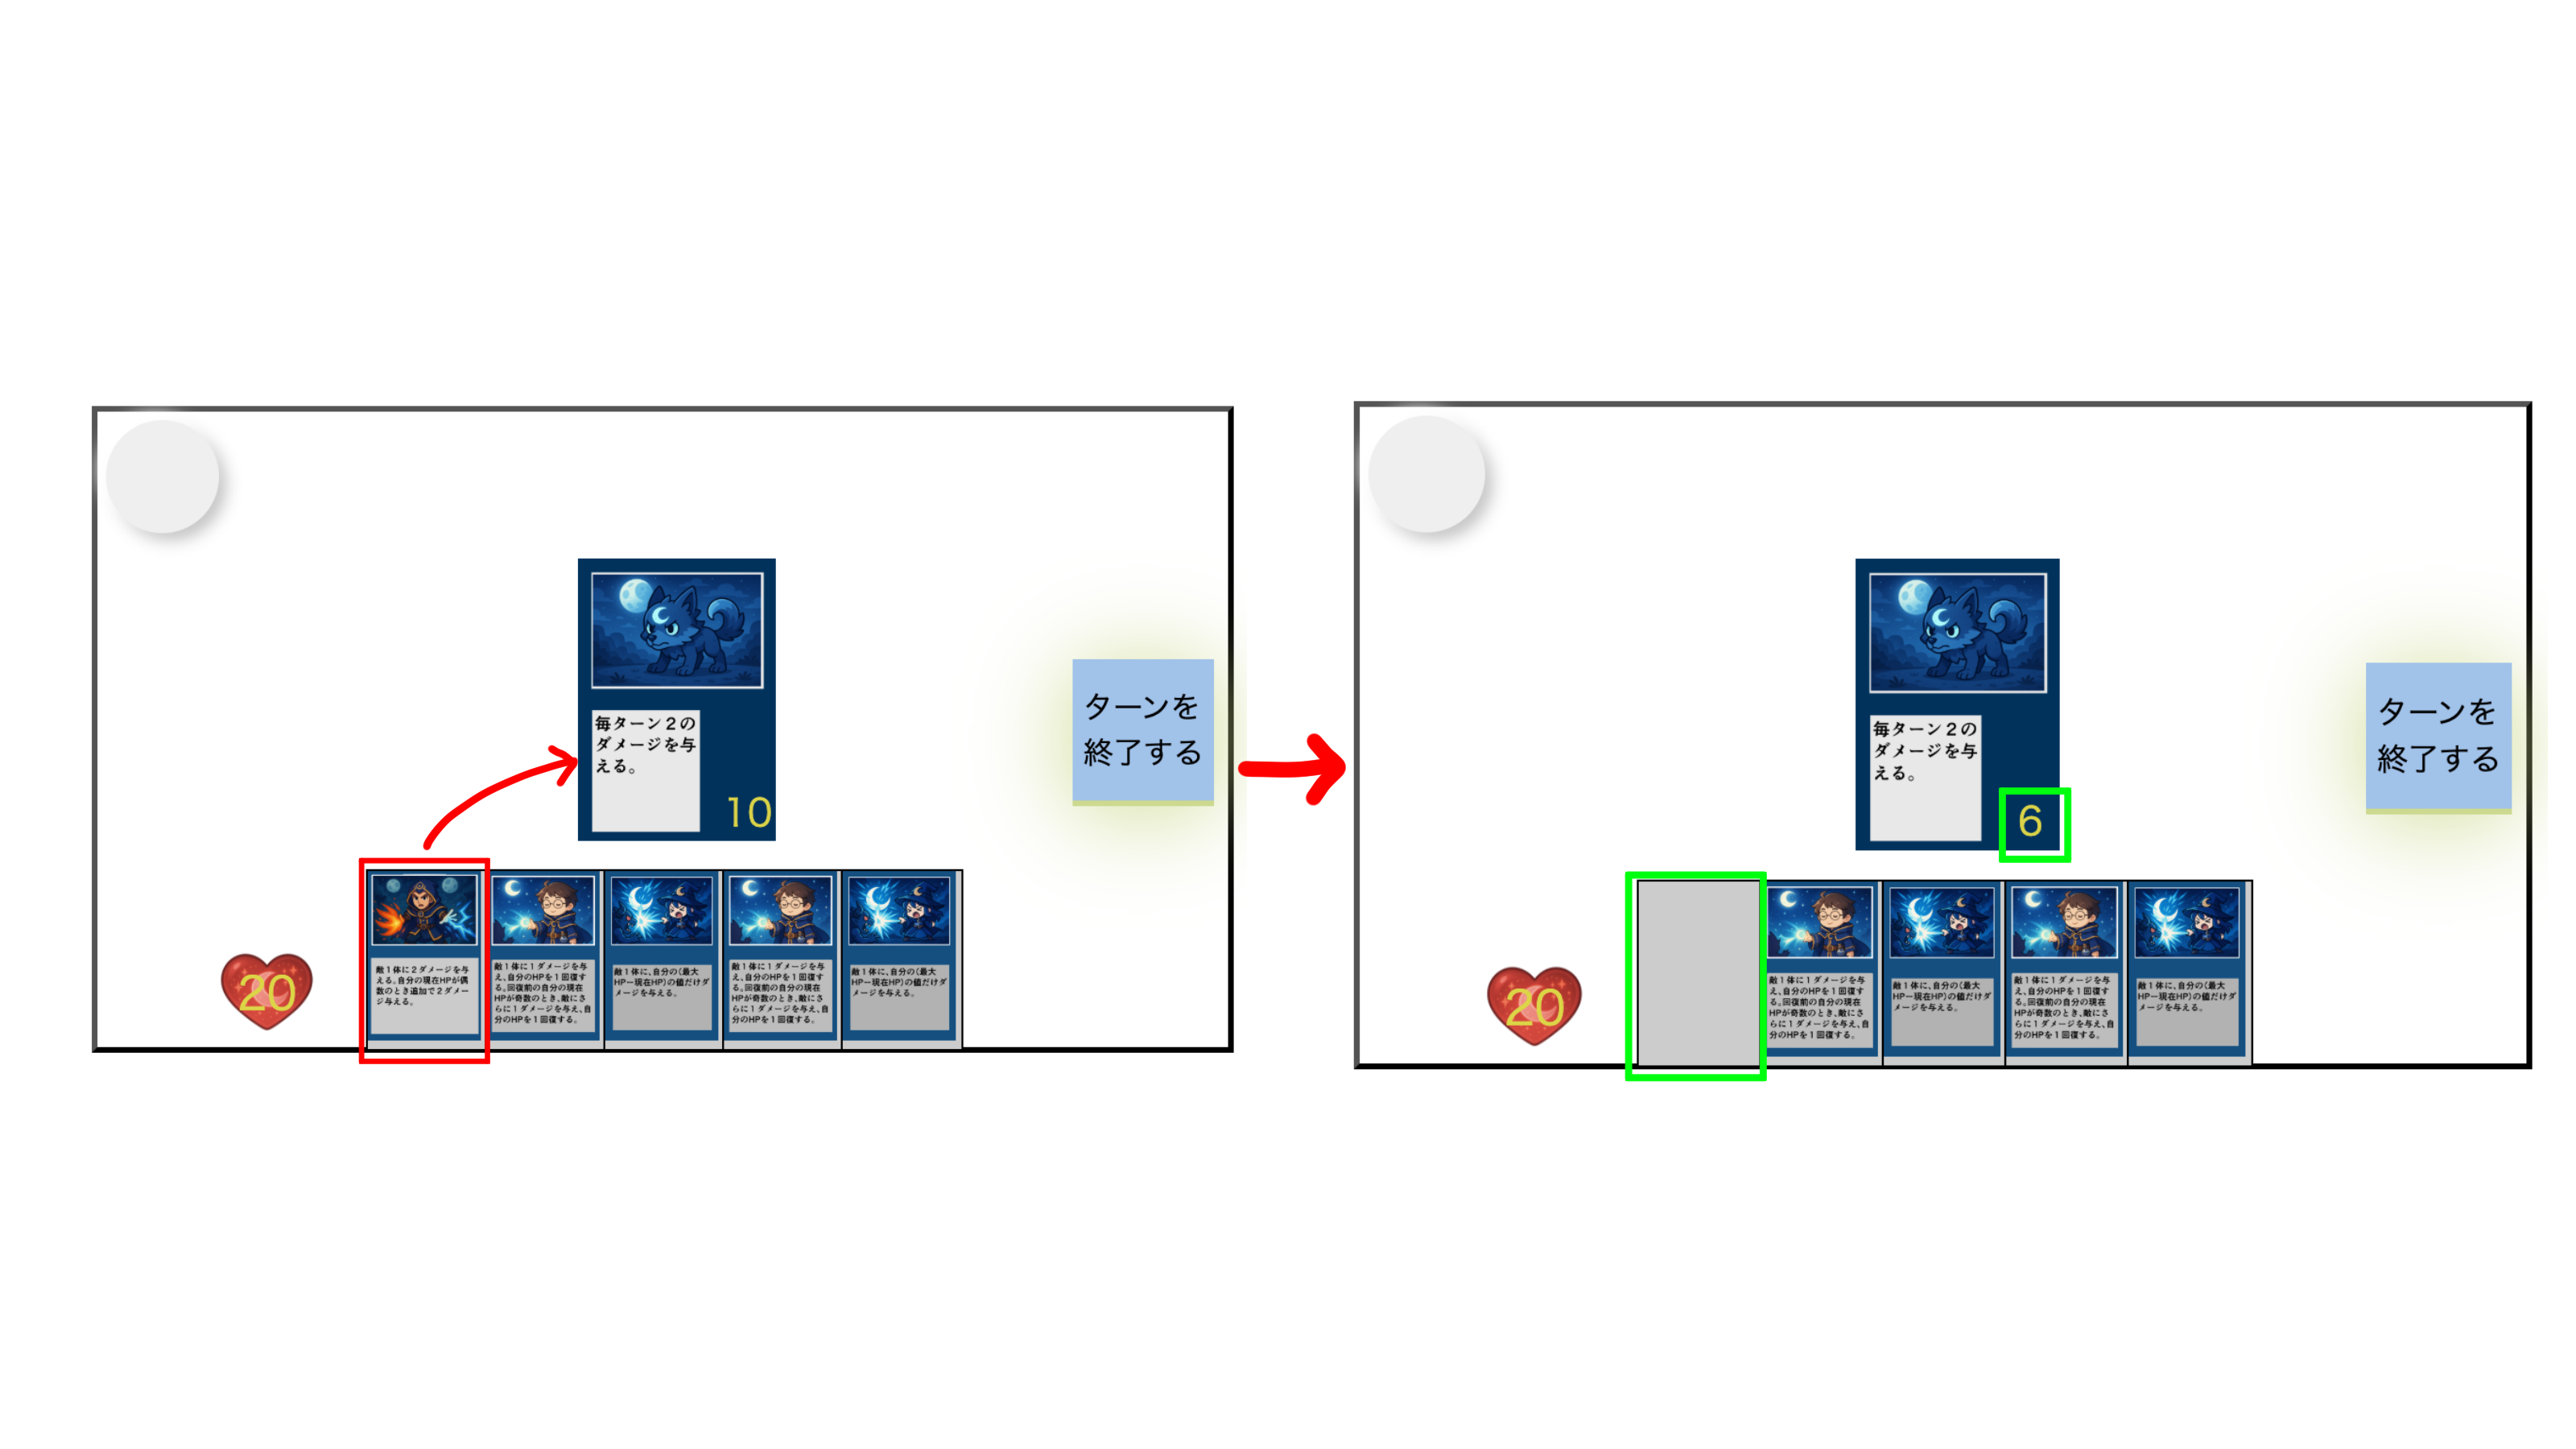 毎ターン２の
ダメージを与
える。
10
ターンを
終了する
20
敵１体に２ダメージを与
える。自分の現在HPが偶
数のとき追加で２ダメー
ジ与える。
敵１体に１ダメージを与
え、自分のHPを１回復す
る。回復前の自分の現在
HPが奇数のとき、敵にさ
らに１ダメージを与え、自
分のHPを１回復する。
敵１体に、自分の（最大
HPー現在HP）の値だけダ
メージを与える。
敵１体に１ダメージを与
え、自分のHPを１回復す
る。回復前の自分の現在
HPが奇数のとき、敵にさ
らに１ダメージを与え、自
分のHPを１回復する。
敵１体に、自分の（最大
HPー現在HP）の値だけダ
メージを与える。
毎ターン２の
ダメージを与
える。
6
ターンを
終了する
20
敵１体に１ダメージを与
え、自分のHPを１回復す
る。回復前の自分の現在
HPが奇数のとき、敵にさ
らに１ダメージを与え、自
分のHPを１回復する。
敵１体に、自分の（最大
HPー現在HP）の値だけダ
メージを与える。
敵１体に１ダメージを与
え、自分のHPを１回復す
る。回復前の自分の現在
HPが奇数のとき、敵にさ
らに１ダメージを与え、自
分のHPを１回復する。
敵１体に、自分の（最大
HPー現在HP）の値だけダ
メージを与える。